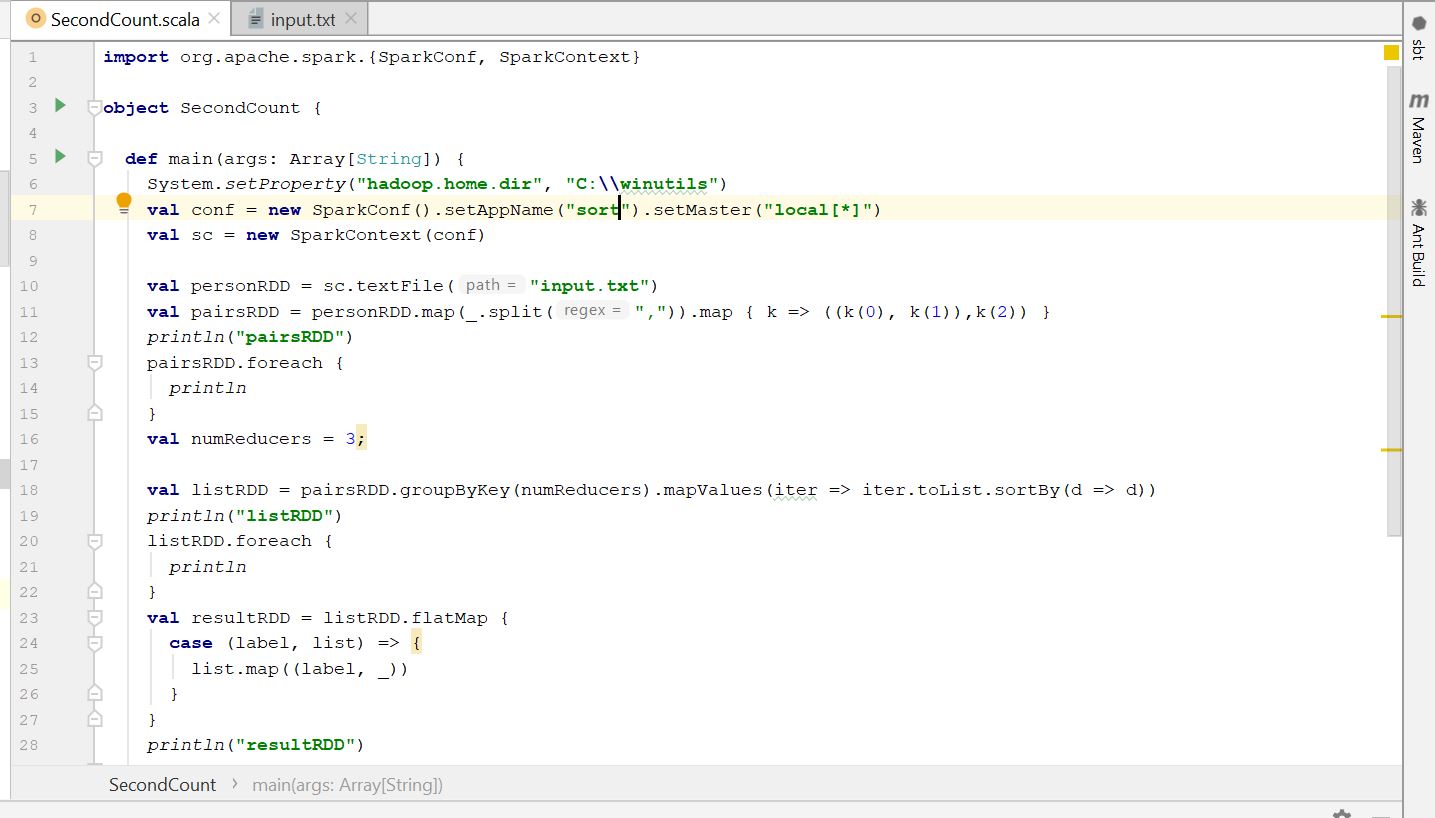 SecondCount.scala
input.txt
1 import org.apache.spark.{SparkConf, SparkContext}
2
3 object SecondCount {
4
5 def main(args: Array[String]) {
6 System.setProperty("hadoop.home.dir", "C:\\winutils")
7 val conf = new SparkConf().setAppName("sort").setMaster("local[*]")
8 val sc = new SparkContext(conf)
9
10 val personRDD = sc.textFile( path = "input.txt")
11 val pairsRDD = personRDD.map(_.split( regex = ",")).map { k => ((k(0), k(1)),k(2)) }
12 println("pairsRDD")
13 pairsRDD.foreach {
14 println
15 }
16 val numReducers = 3;
17
18 val listRDD = pairsRDD.groupByKey(numReducers).mapValues(iter => iter.toList.sortBy(d => d))
19 println("listRDD")
20 listRDD.foreach {
21 println
22 }
23 val resultRDD = listRDD.flatMap {
24 case (label, list) => {
25 list.map((label, _))
26 }
27 }
28 println("resultRDD")
SecondCount › main(args: Array[String])
sbt
m Maven
Ant Build